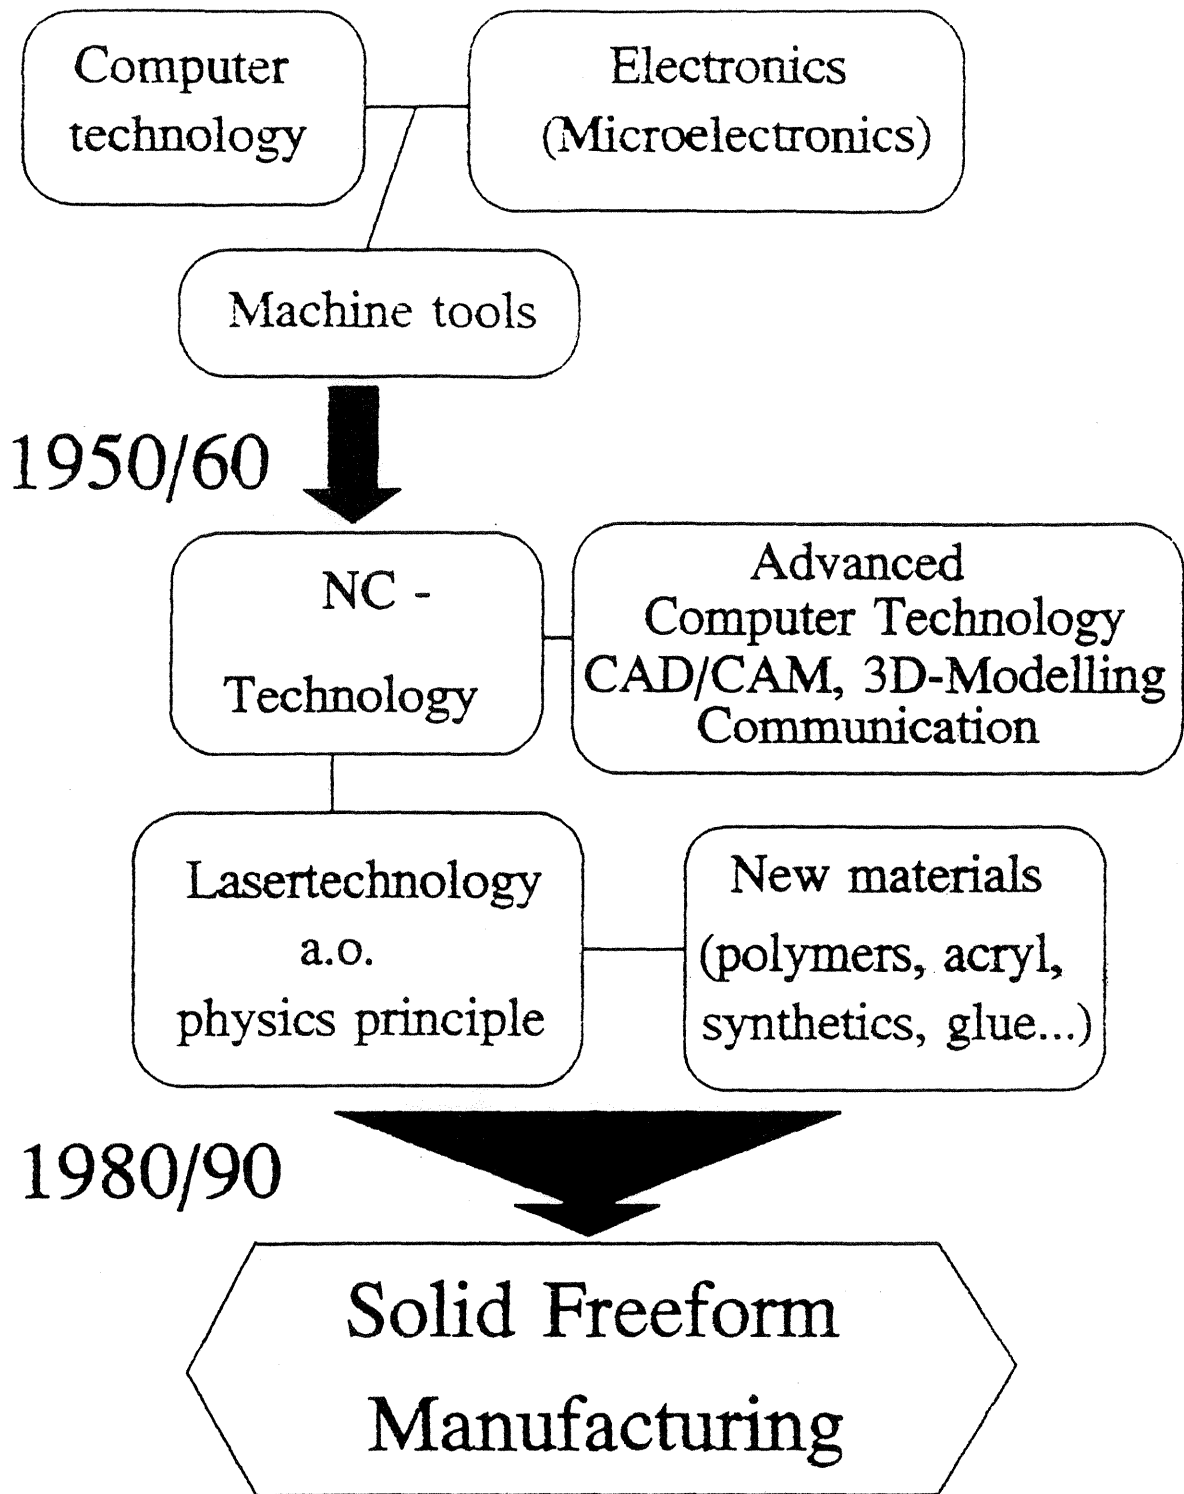 Computer
technology
Electronics
(Microelectronics)
Machine tools
1950/60
NC -
Technology
Advanced
Computer Technology
CAD/CAM, 3D-Modelling
Communication
Lasertechnology
a.o.
physics principle
New materials
(polymers, acryl,
synthetics, glue...)
1980/90
Solid Freeform
Manufacturing